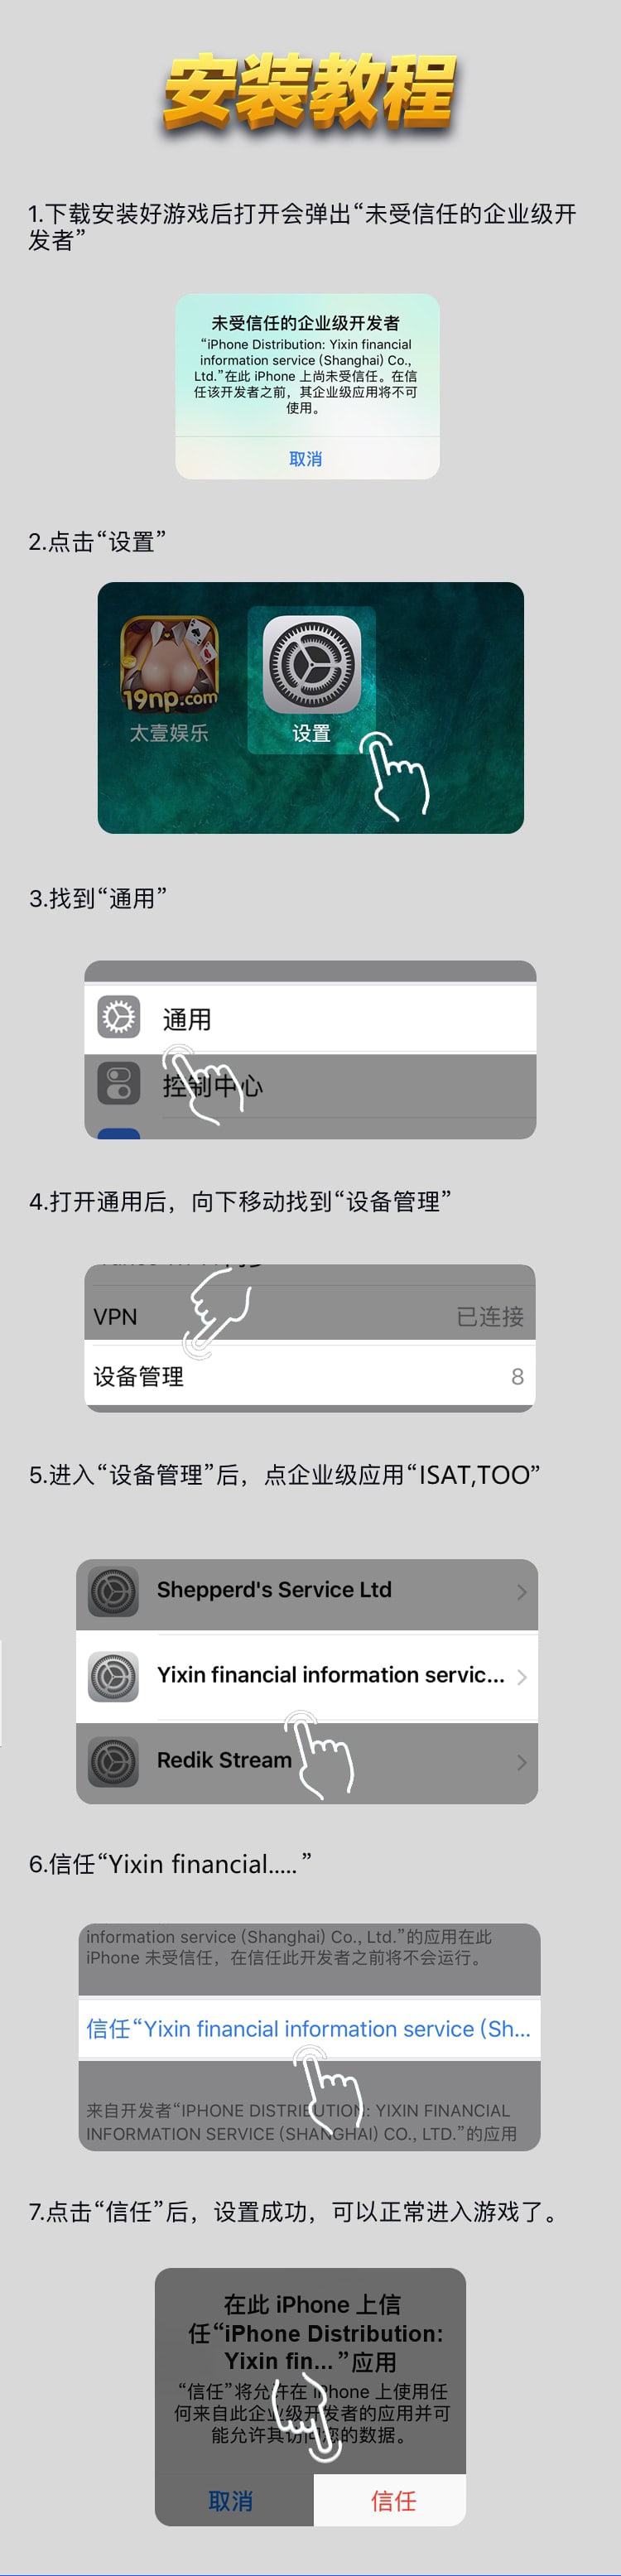 安装教程
1.下载安装好游戏后打开会弹出“未受信任的企业级开
发者”
未受信任的企业级开发者
“iPhone Distribution: Yixin financial
information service (Shanghai) Co.,
Ltd.”在此 iPhone 上尚未受信任。在信
任该开发者之前，其企业级应用将不可
使用。
取消
2.点击“设置”
19np.com
太壹娱乐
设置
3.找到“通用”
通用
控制中心
4.打开通用后，向下移动找到“设备管理”
VPN
已连接
设备管理
8
5.进入“设备管理”后，点企业级应用“ISAT,TOO”
Shepperd's Service Ltd
Yixin financial information servic...
Redik Stream
6.信任“Yixin financial..... ”
information service (Shanghai) Co., Ltd.”的应用在此
iPhone 未受信任，在信任此开发者之前将不会运行。
信任“Yixin financial information service (Sh...
来自开发者“IPHONE DISTRIBUTION: YIXIN FINANCIAL
INFORMATION SERVICE (SHANGHAI) CO., LTD.”的应用
7.点击“信任”后，设置成功，可以正常进入游戏了。
在此 iPhone 上信
任“iPhone Distribution:
Yixin fin... ”应用
“信任”将允许在 iPhone 上使用任
何来自此企业级开发者的应用并可
能允许其访问您的数据。
取消
信任